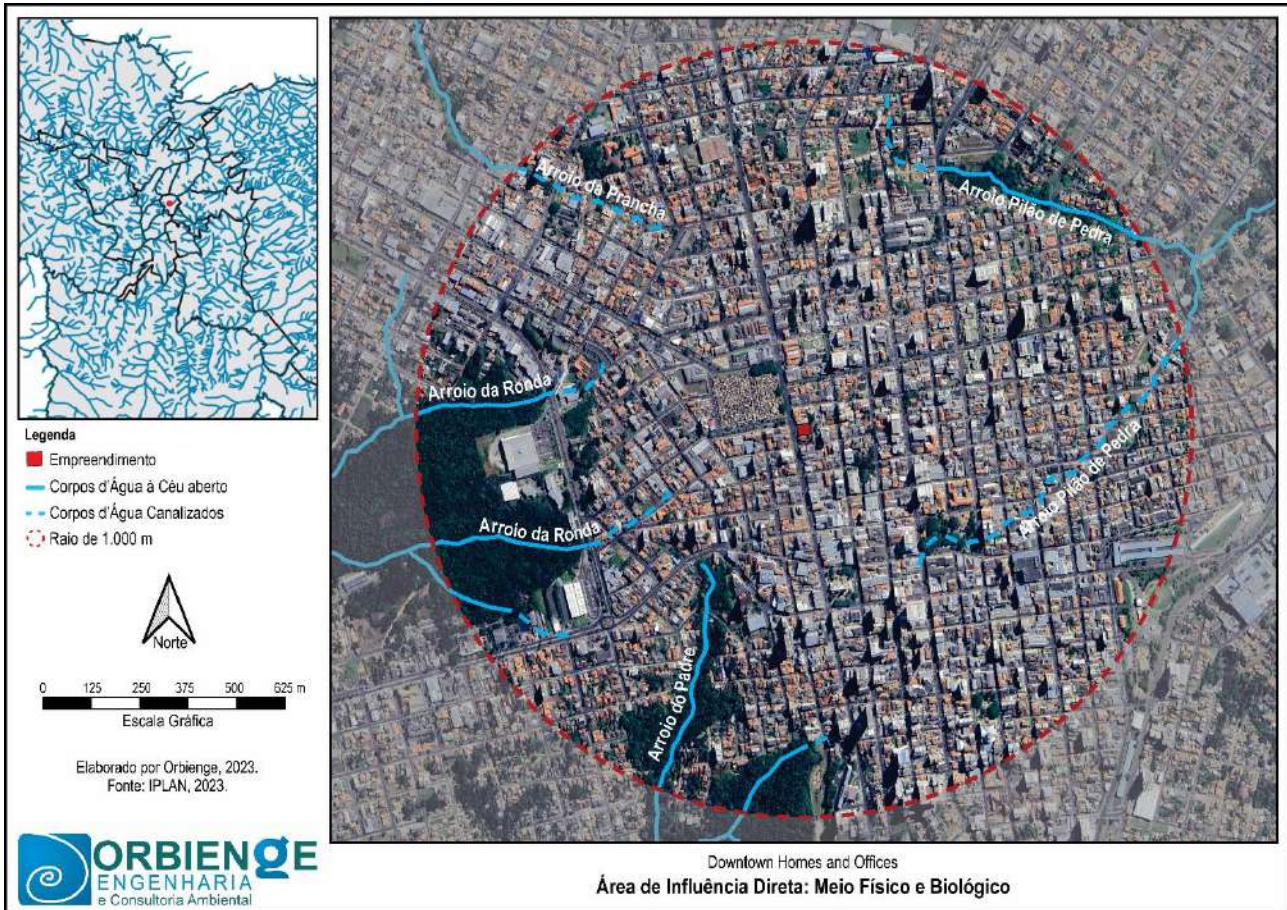 Legenda
Empreendimento
Corpos d'Água à Céu aberto
Corpos d'Água Canalizados
Raio de 1.000 m
Norte
0 125 250 375 500 625 m
Escala Gráfica
Elaborado por Orbienge, 2023.
Fonte: IPLAN, 2023.
ORBIENGE
ENGENHARIA
e Consultoria Ambiental
Arroio da Prancha
Arroio Pilão de Pedra
Arroio da Ronda
Arroio da Ronda
Arroio Pilão de Pedra
Arroio do Padre
Downtown Homes and Offices
Área de Influência Direta: Meio Físico e Biológico